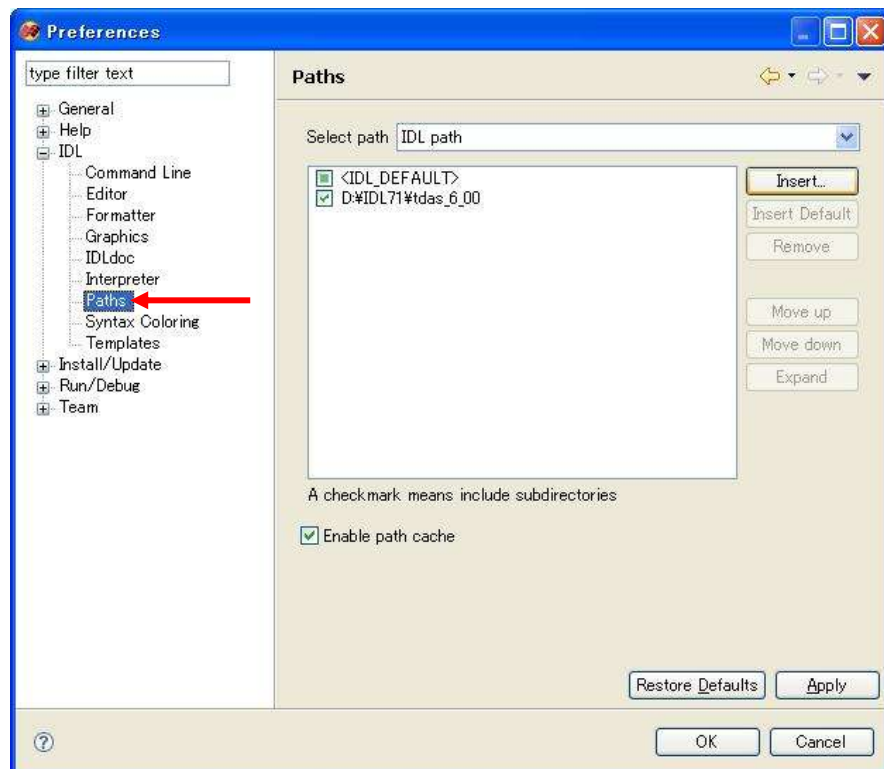 Preferences
type filter text
General
Help
IDL
Command Line
Editor
Formatter
Graphics
IDLdoc
Interpreter
Paths
Syntax Coloring
Templates
Install/Update
Run/Debug
Team
Paths
Select path IDL path
<IDL_DEFAULT>
D:¥IDL71¥tdas_6_00
Insert...
Insert Default
Remove
Move up
Move down
Expand
A checkmark means include subdirectories
Enable path cache
Restore Defaults Apply
OK Cancel